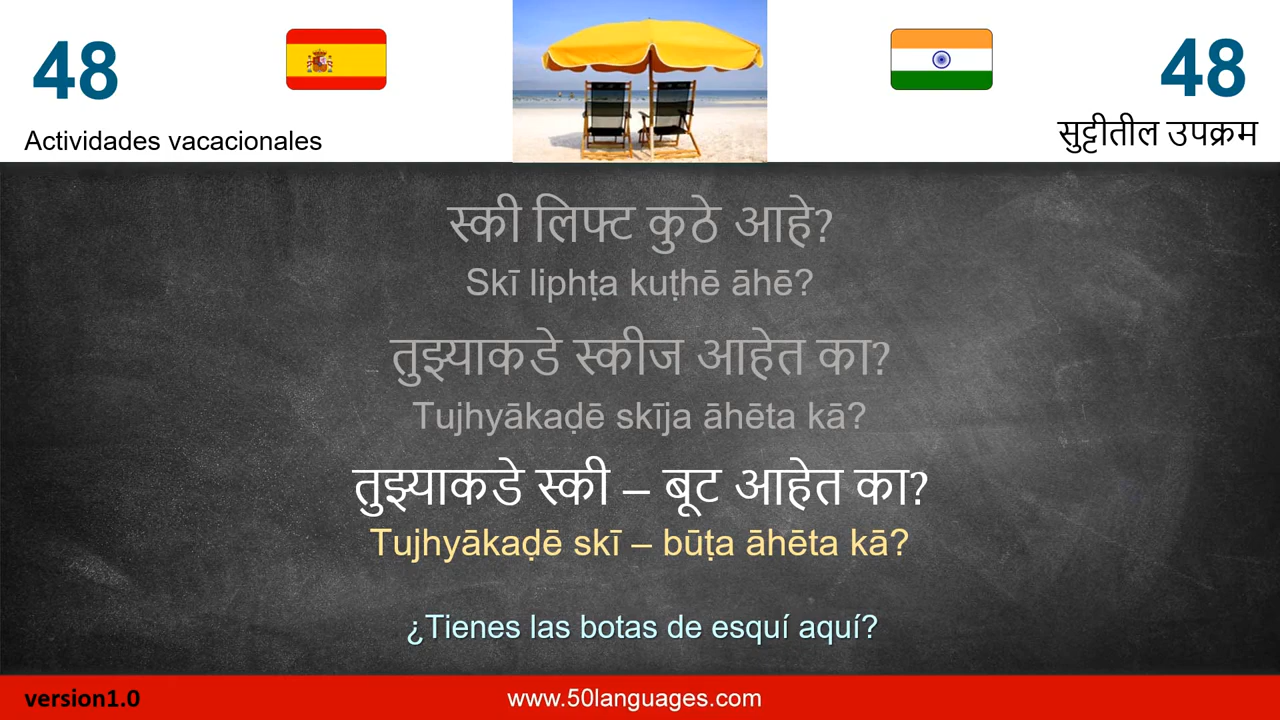 48
48
Actividades vacacionales
सुट्टीतील उपक्रम
स्की लिफ्ट कुठे आहे?
Skī liphṭa kuṭhē āhē?
तुझ्याकडे स्कीज आहेत का?
Tujhyākaḍē skīja āhēta kā?
तुझ्याकडे स्की – बूट आहेत का?
Tujhyākaḍē skī – būṭa āhēta kā?
¿Tienes las botas de esquí aquí?
version1.0
www.50languages.com